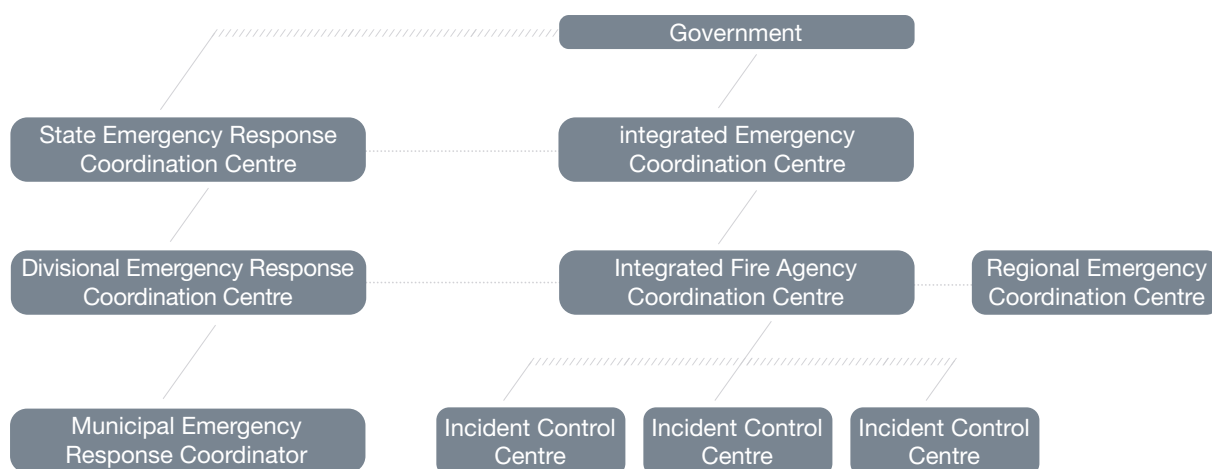 Government
State Emergency Response
Coordination Centre
integrated Emergency
Coordination Centre
Divisional Emergency Response
Coordination Centre
Integrated Fire Agency
Coordination Centre
Regional Emergency
Coordination Centre
Municipal Emergency
Response Coordinator
Incident Control
Centre
Incident Control
Centre
Incident Control
Centre